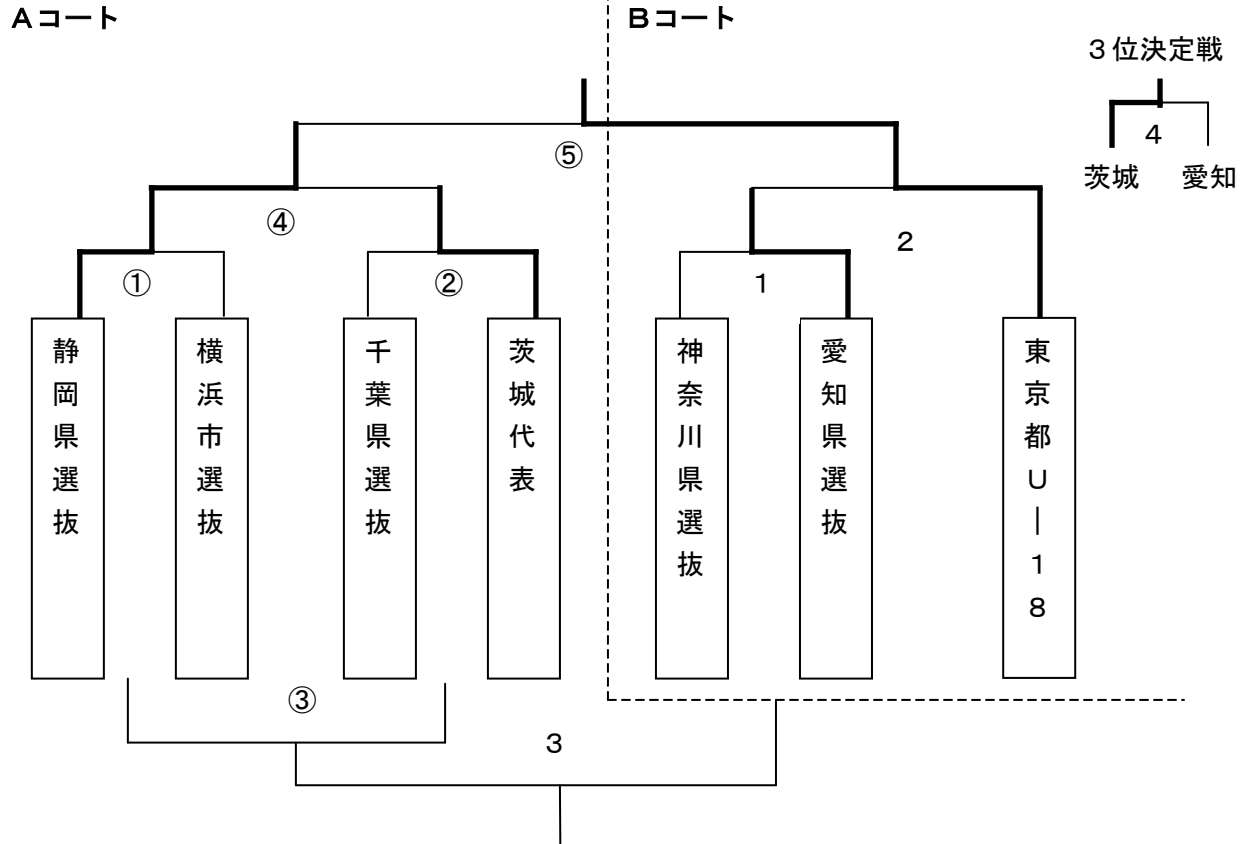 Aコート
Bコート
3位決定戦
4
茨城 愛知
⑤
④
2
①
②
1
静岡県選抜
横浜市選抜
千葉県選抜
茨城代表
神奈川県選抜
愛知県選抜
東京都U|18
③
3